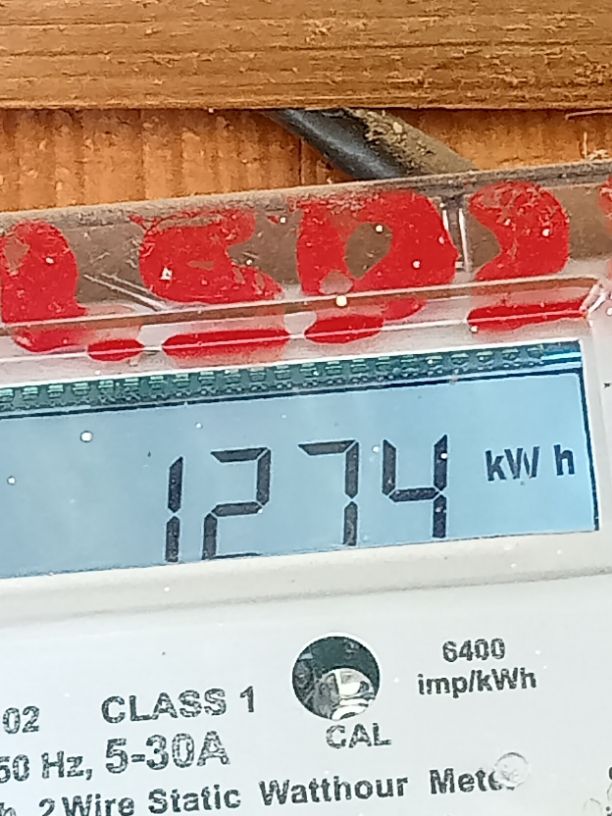 1274 kW h
6400
imp/kWh
02 CLASS 1
CAL
50 Hz, 5-30A
2 Wire Static Watthour